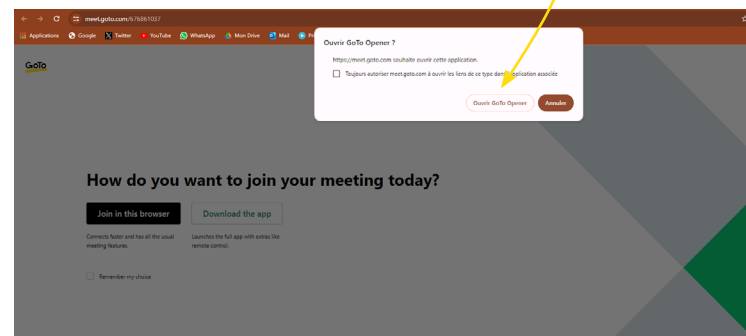 meet.goto.com/676861037
Applications Google Twitter YouTube WhatsApp Mon Drive Mail
GoTo
Ouvrir GoTo Opener ?
https://meet.goto.com souhaite ouvrir cette application.
Toujours autoriser meet.goto.com à ouvrir les liens de ce type dans l'application associée
Ouvrir GoTo Opener Annuler
How do you want to join your meeting today?
Join in this browser Download the app
Connects faster and has all the usual Launches the full app with extras like
meeting features. remote control.
Remember my choice